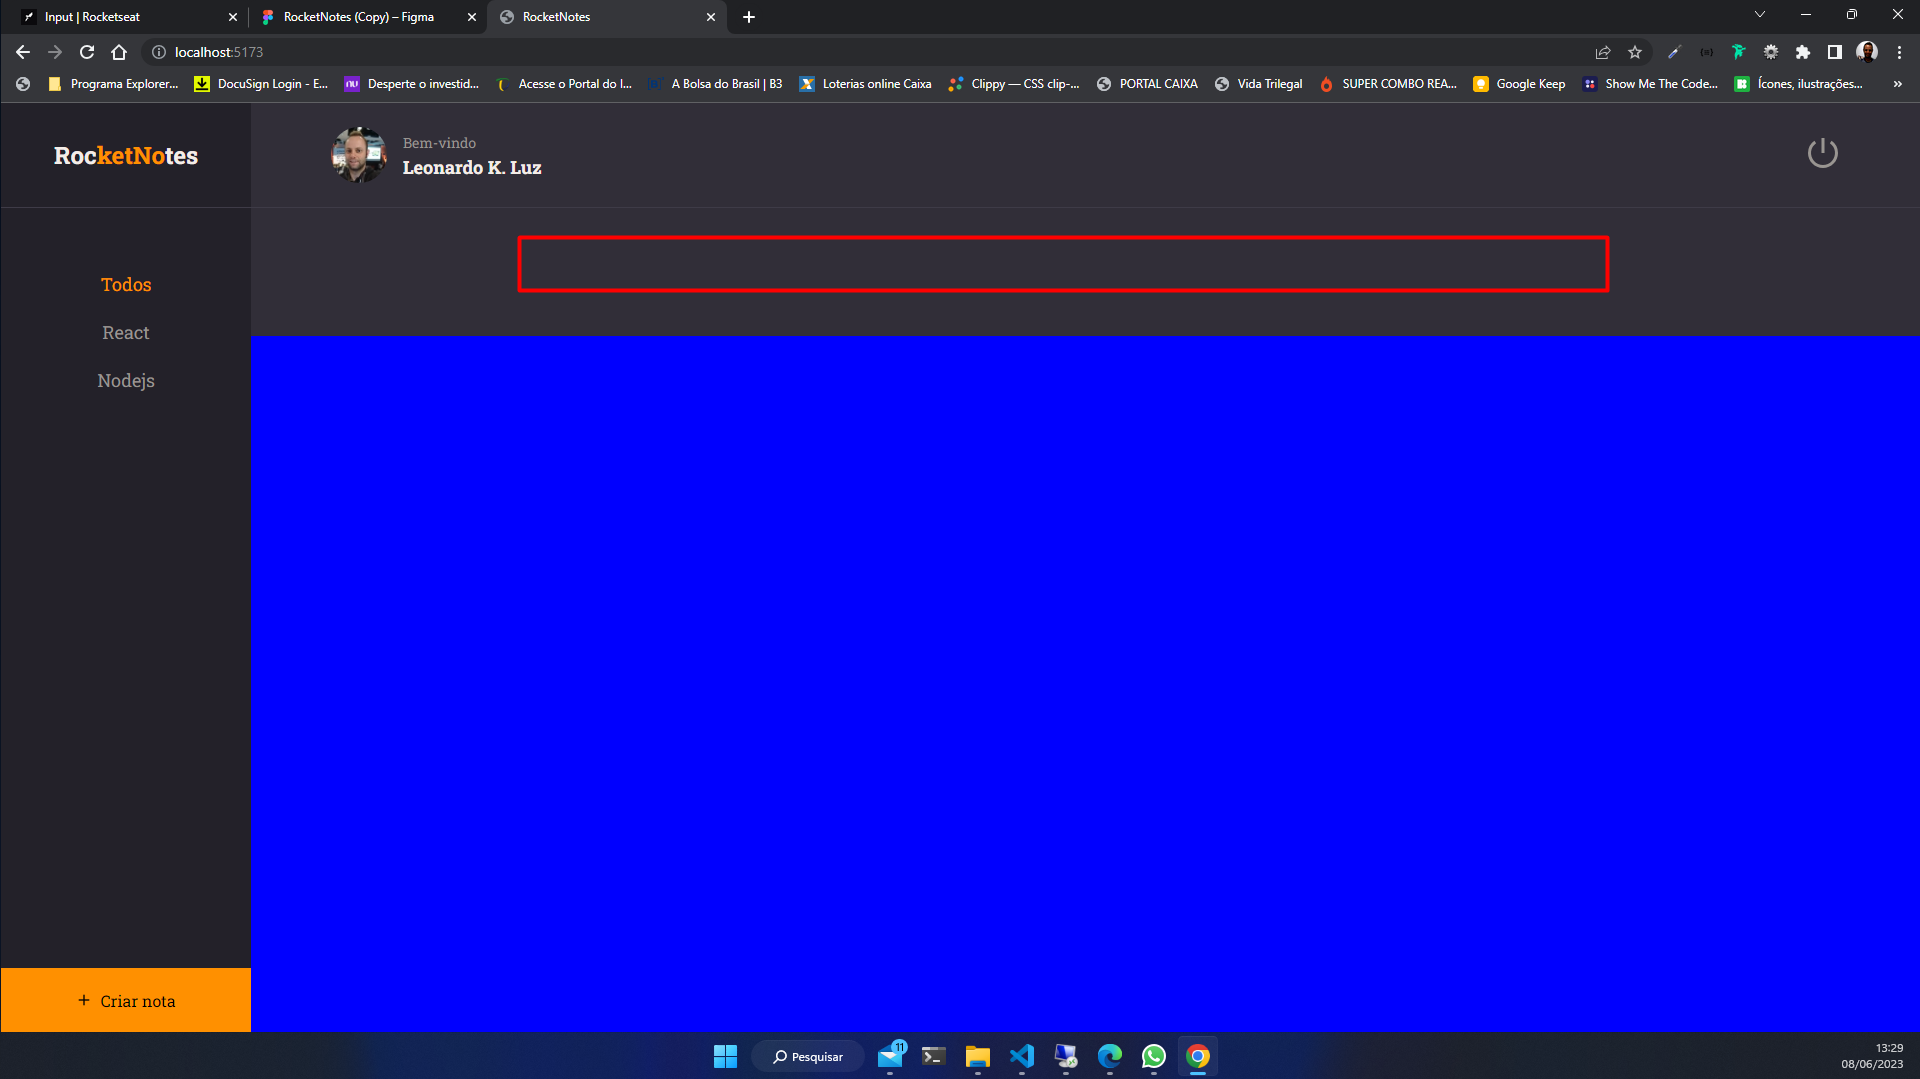 Input | Rocketseat
RocketNotes (Copy) – Figma
RocketNotes
localhost:5173
Programa Explorer...
DocuSign Login - E...
nu
Desperte o investid...
Acesse o Portal do I...
A Bolsa do Brasil | B3
Loterias online Caixa
Clippy — CSS clip-...
PORTAL CAIXA
Vida Trilegal
SUPER COMBO REA...
Google Keep
Show Me The Code...
Ícones, ilustrações...
»
RocketNotes
Bem-vindo
Leonardo K. Luz
Todos
React
Nodejs
+ Criar nota
Pesquisar
11
13:29
08/06/2023